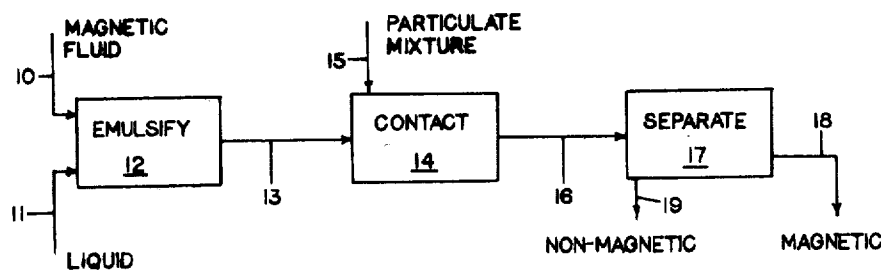 MAGNETIC
FLUID
10
11
LIQUID
EMULSIFY
12
13
PARTICULATE
MIXTURE
15
CONTACT
14
16
SEPARATE
17
18
19
NON-MAGNETIC
MAGNETIC